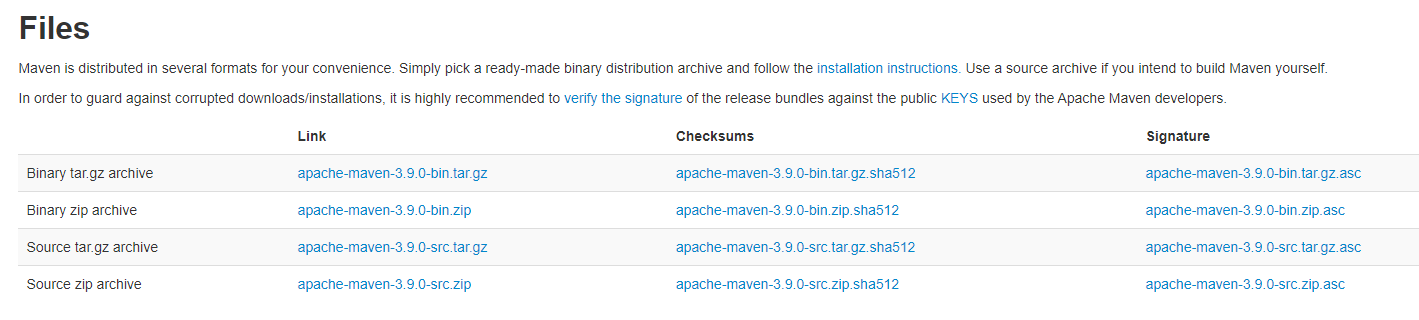 Files
Maven is distributed in several formats for your convenience. Simply pick a ready-made binary distribution archive and follow the installation instructions. Use a source archive if you intend to build Maven yourself.
In order to guard against corrupted downloads/installations, it is highly recommended to verify the signature of the release bundles against the public KEYS used by the Apache Maven developers.
Link Checksums Signature
Binary tar.gz archive apache-maven-3.9.0-bin.tar.gz apache-maven-3.9.0-bin.tar.gz.sha512 apache-maven-3.9.0-bin.tar.gz.asc
Binary zip archive apache-maven-3.9.0-bin.zip apache-maven-3.9.0-bin.zip.sha512 apache-maven-3.9.0-bin.zip.asc
Source tar.gz archive apache-maven-3.9.0-src.tar.gz apache-maven-3.9.0-src.tar.gz.sha512 apache-maven-3.9.0-src.tar.gz.asc
Source zip archive apache-maven-3.9.0-src.zip apache-maven-3.9.0-src.zip.sha512 apache-maven-3.9.0-src.zip.asc